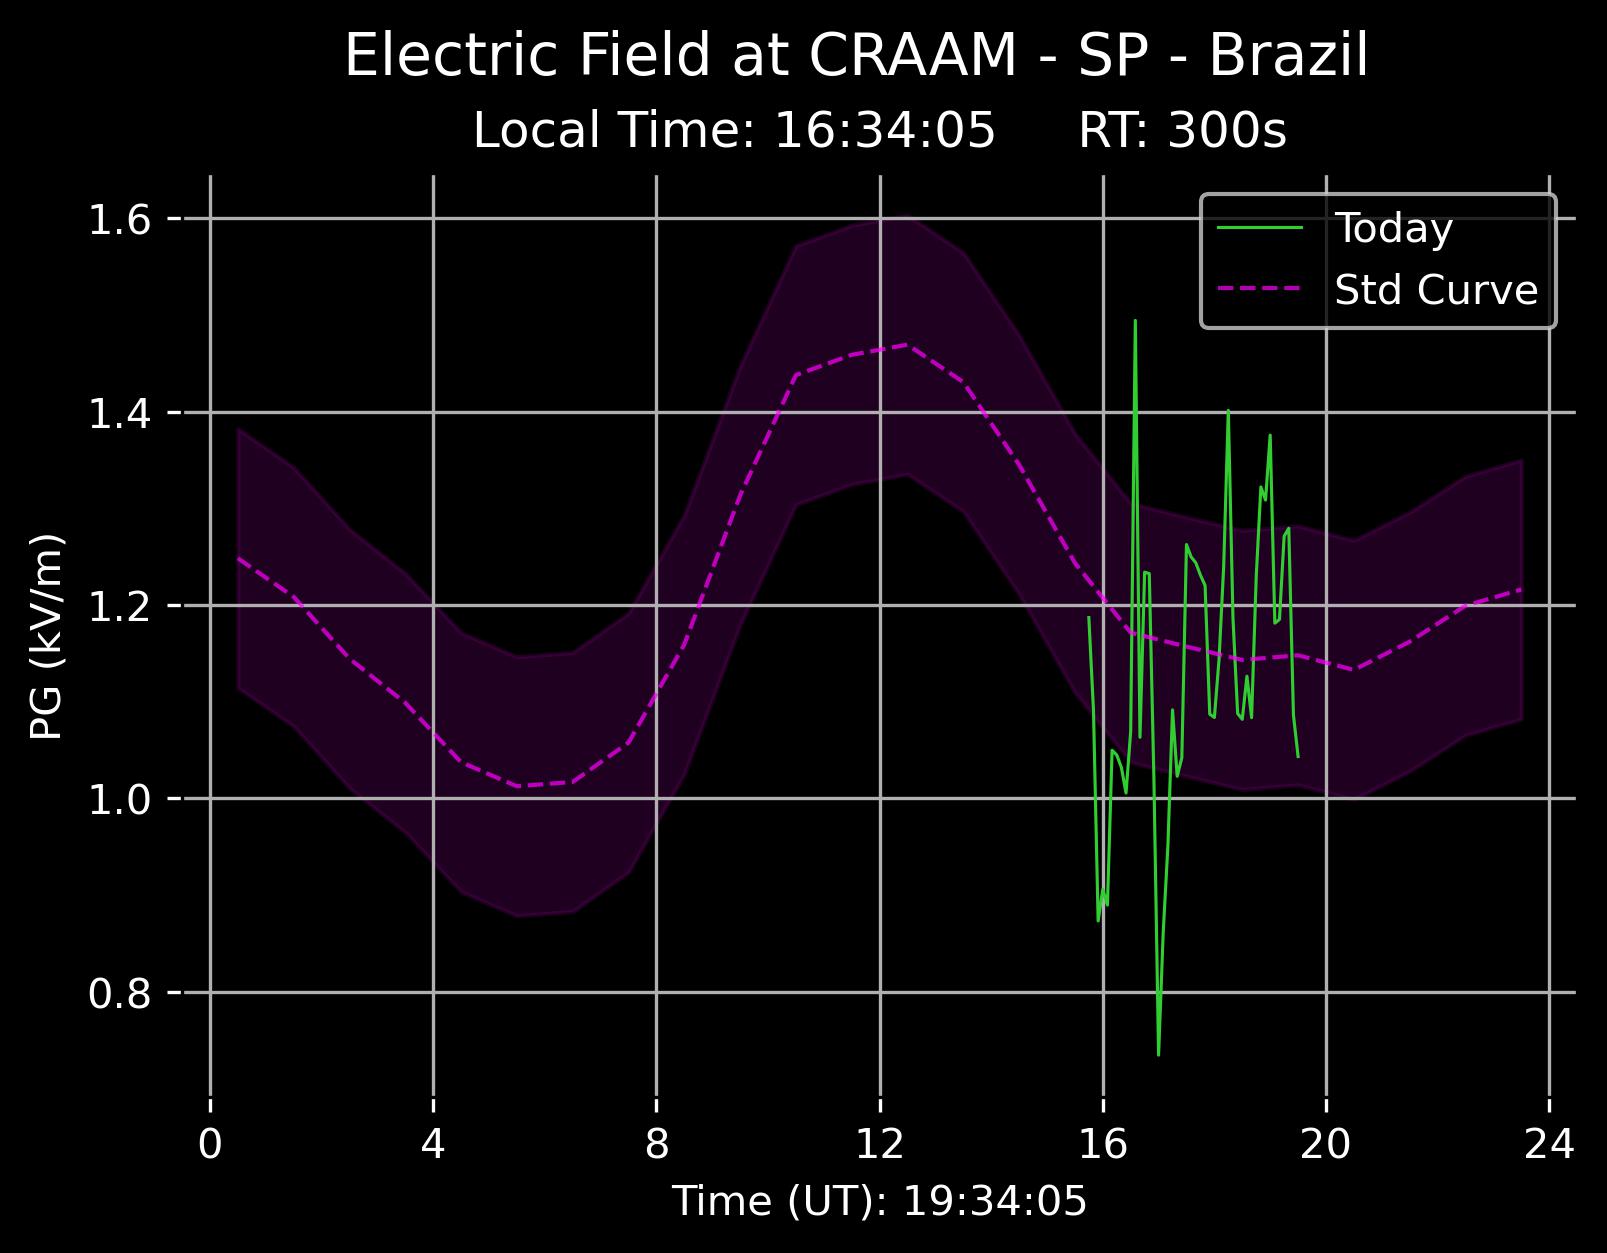 Electric Field at CRAAM - SP - Brazil
Local Time: 16:34:05 RT: 300s
Today
Std Curve
PG (kV/m)
1.6
1.4
1.2
1.0
0.8
0 4 8 12 16 20 24
Time (UT): 19:34:05